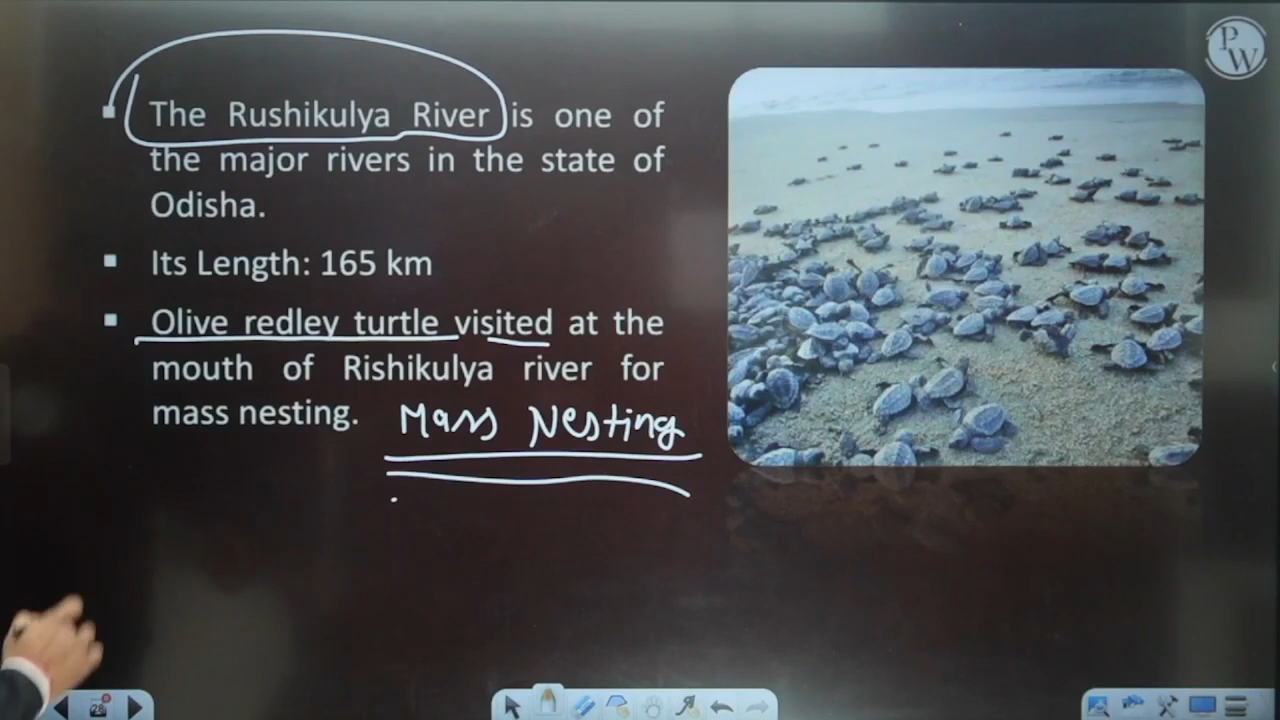 PW
The Rushikulya River is one of
the major rivers in the state of
Odisha.
Its Length: 165 km
Olive redley turtle visited at the
mouth of Rishikulya river for
mass nesting.
Mass Nesting
28